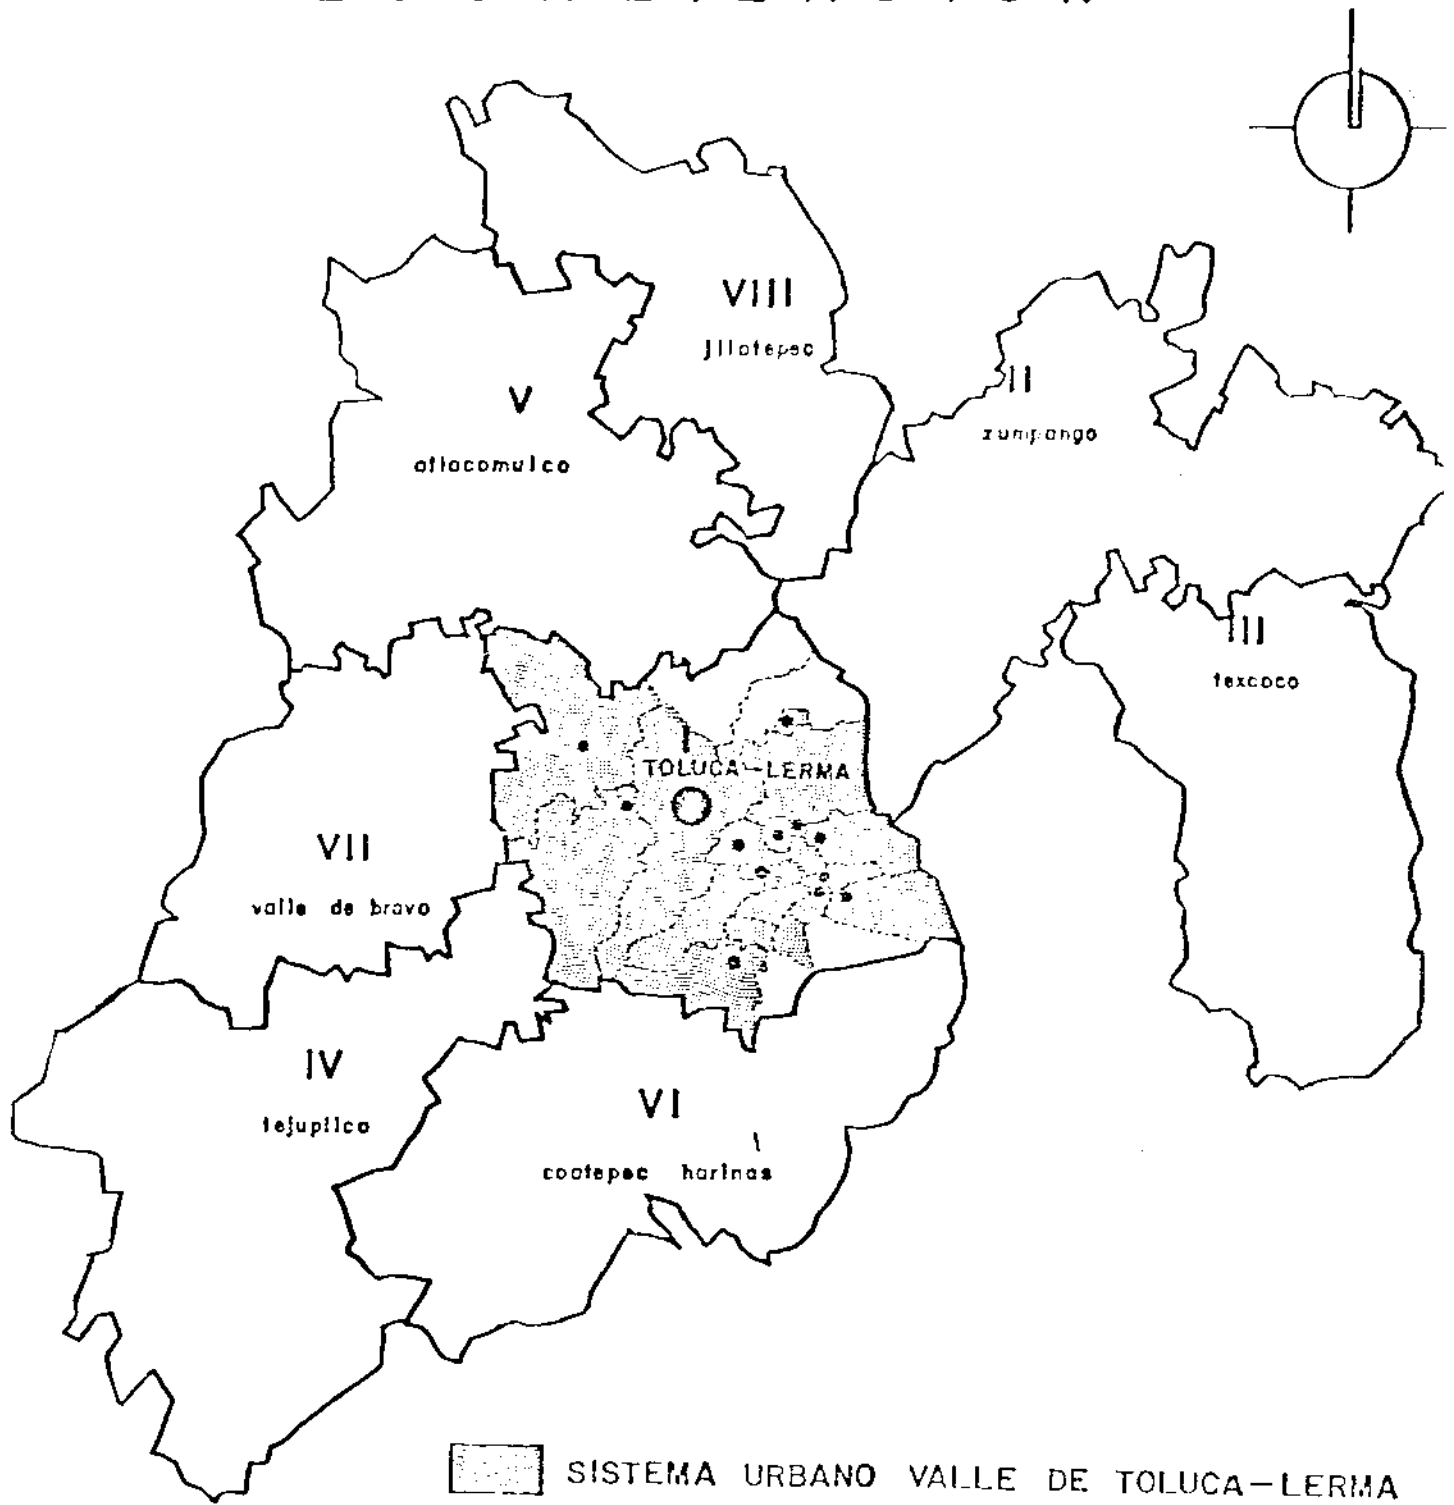 VIII
jilotepec
II
zumpango
V
atlacomulco
III
texcoco
I
TOLUCA-LERMA
VII
valle de bravo
IV
tejupilco
VI
coatepec harinas
SISTEMA URBANO VALLE DE TOLUCA-LERMA